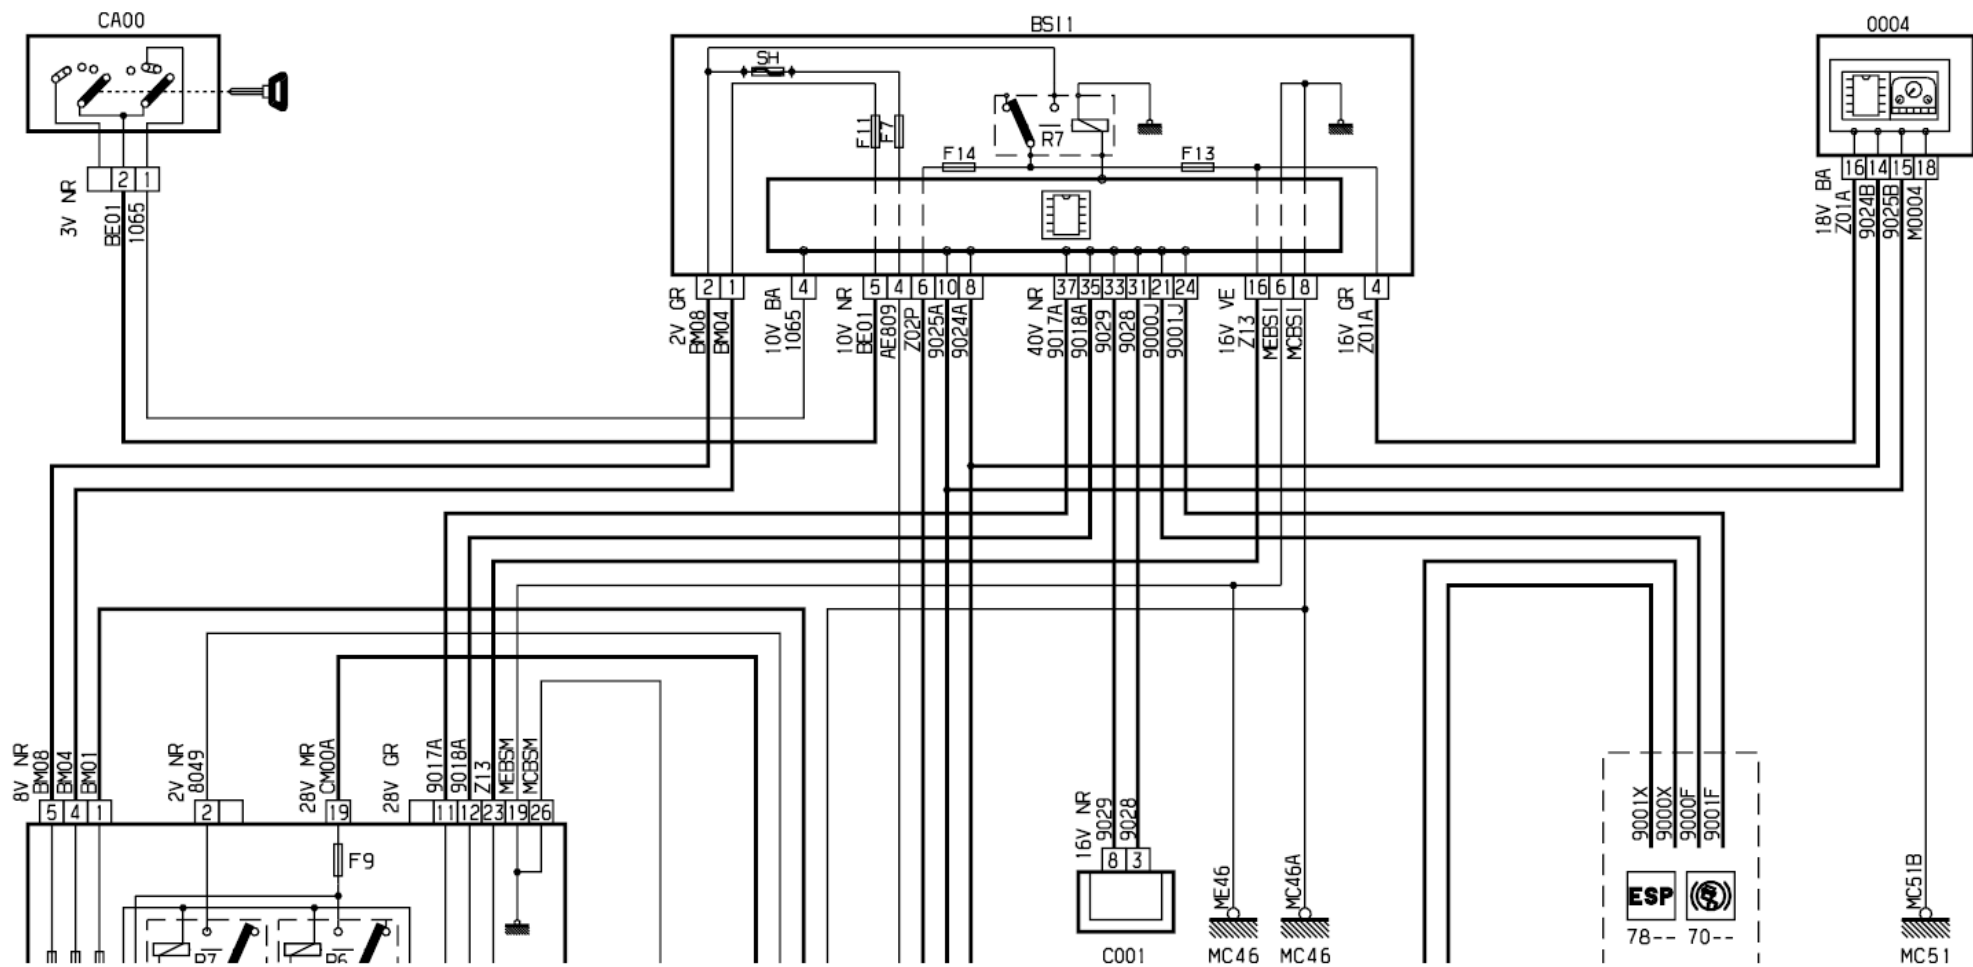 CA00
BSI1
0004
SH
F11
F7
R7
F14
F13
2
1
16
14
15
18
3V NR
BE01
1065
18V BA
Z01A
9024B
9025B
M0004
2
1
4
5
4
6
10
8
37
35
33
31
21
24
16
6
8
4
2V GR
BM08
BM04
10V BA
1065
10V NR
BE01
AE809
Z02P
9025A
9024A
40V NR
9017A
9018A
9029
9028
9000J
9001J
16V VE
Z13
MEBSI
MCBSI
16V GR
Z01A
8V NR
BM08
BM04
BM01
2V NR
8049
28V MR
CM00A
28V GR
9017A
9018A
Z13
MEBSM
MCBSM
5
4
1
2
19
11
12
23
19
26
16V NR
9029
9028
9001X
9000X
9000F
9001F
F9
8
3
ME46
MC46A
MC51B
ESP
78-- 70--
R7
R6
C001
MC46
MC46
MC51